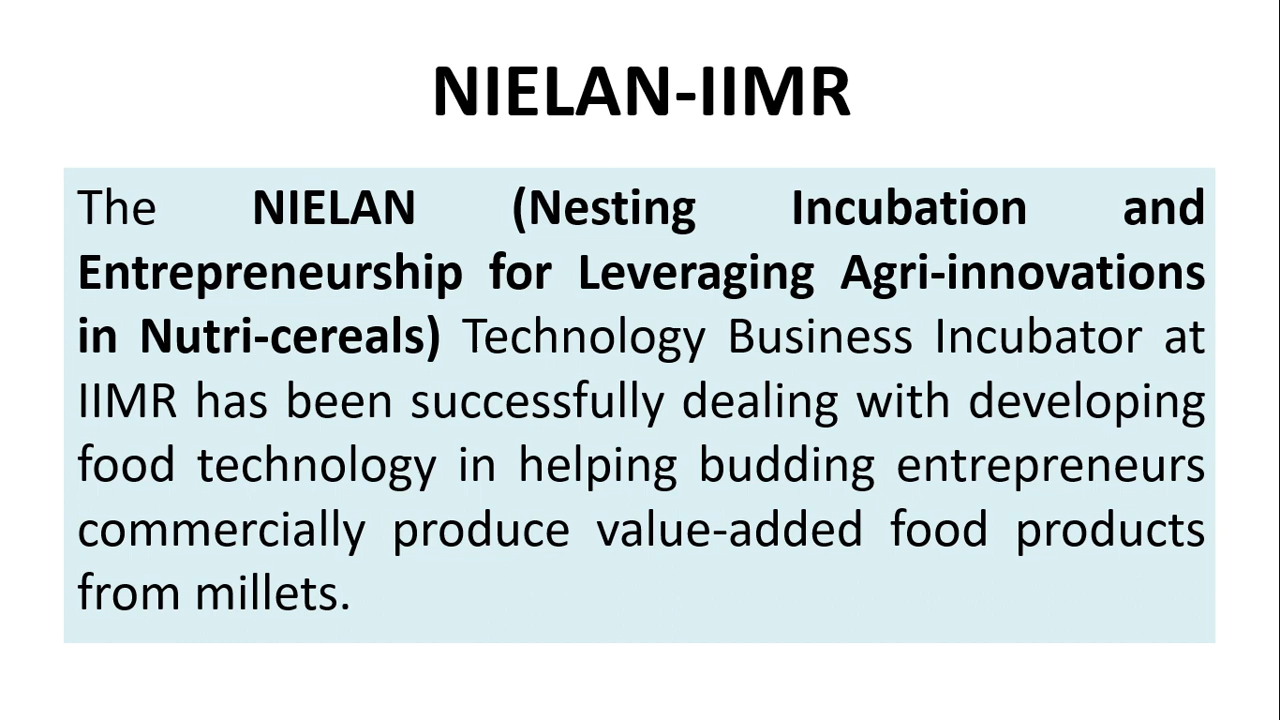 NIELAN-IIMR
The NIELAN (Nesting Incubation and
Entrepreneurship for Leveraging Agri-innovations
in Nutri-cereals) Technology Business Incubator at
IIMR has been successfully dealing with developing
food technology in helping budding entrepreneurs
commercially produce value-added food products
from millets.